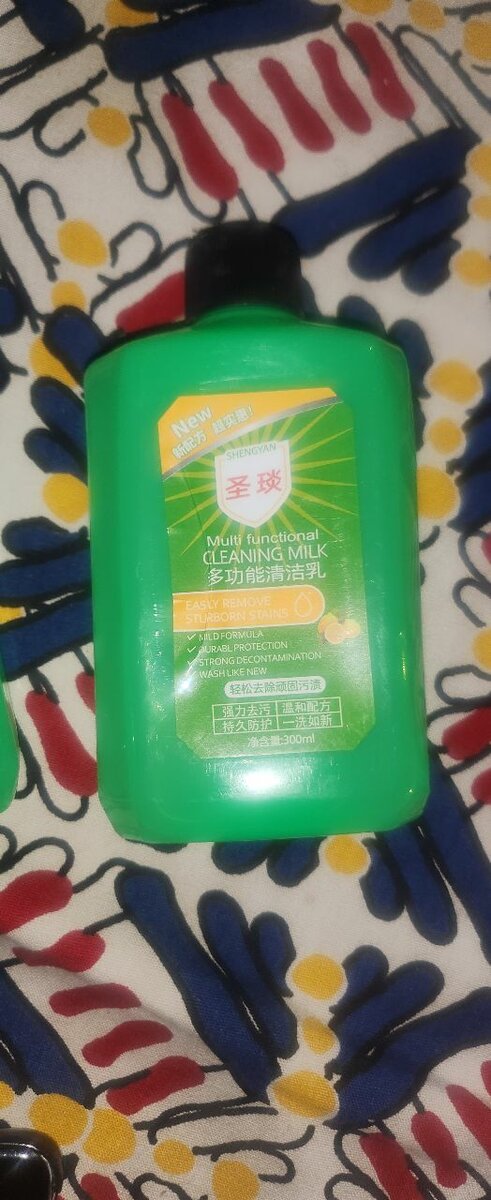 New
新配方 超实惠!
SHENGYAN
圣琰
Multi functional
CLEANING MILK
多功能清洁乳
EASLY REMOVE
STURBORN STAINS
✓ MILD FORMULA
✓ DURABL PROTECTION
✓ STRONG DECONTAMINATION
✓ WASH LIKE NEW
轻松去除顽固污渍
强力去污 温和配方
持久防护 一洗如新
净含量:300ml